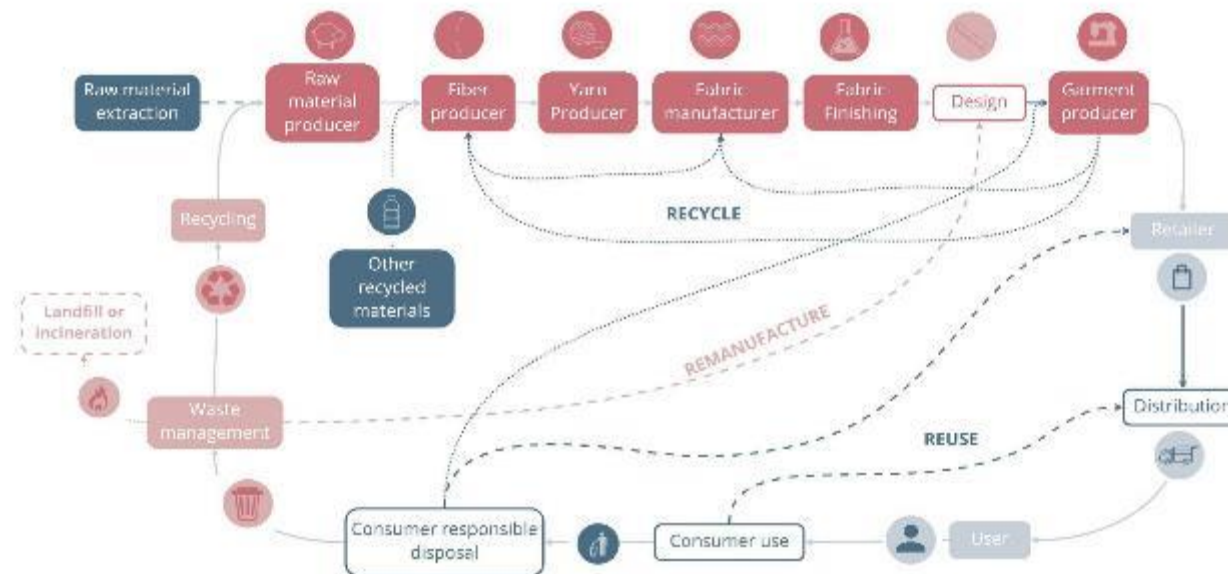 Raw material
extraction
Raw
material
producer
Fiber
producer
Yarn
Producer
Fabric
manufacturer
Fabric
Finishing
Design
Garment
producer
Recycling
RECYCLE
Retailer
Other
recycled
materials
Landfill or
incineration
REMANUFACTURE
Waste
management
Distribution
REUSE
Consumer responsible
disposal
Consumer use
User